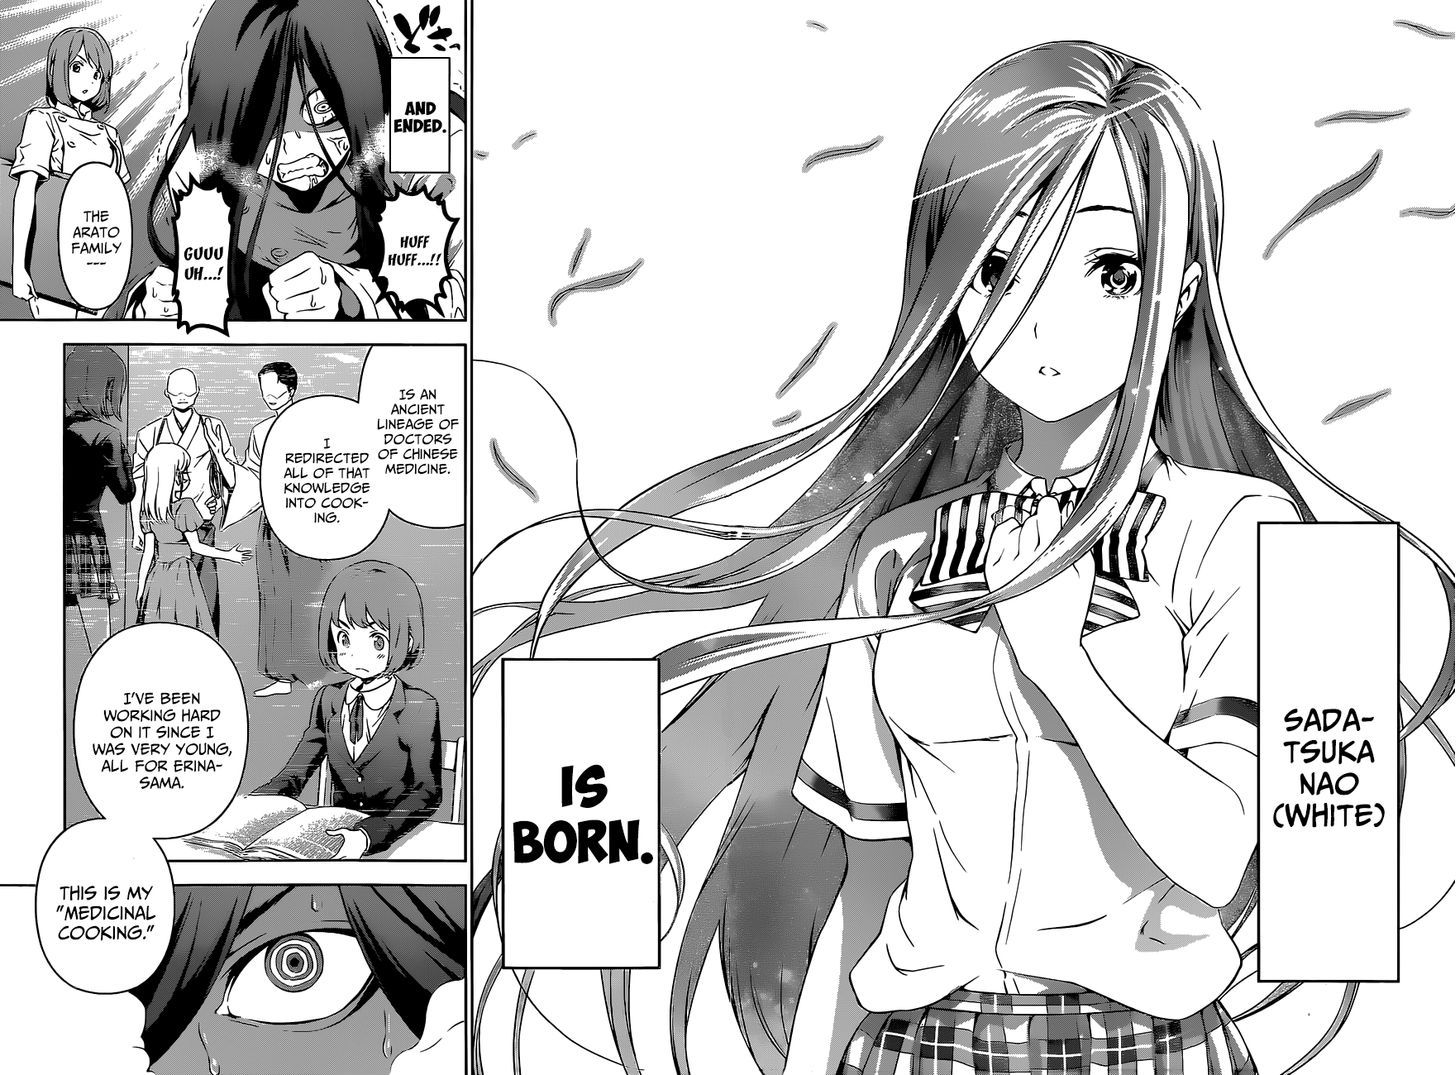 SADA-
TSUKA
NAO
(WHITE)
IS
BORN.
AND
ENDED.
HUFF
HUFF...!!
GUUU
UH...!
THE
ARATO
FAMILY
---
IS AN
ANCIENT
LINEAGE OF
DOCTORS
OF CHINESE
MEDICINE.
I
REDIRECTED
ALL OF THAT
KNOWLEDGE
INTO COOK-
ING.
I'VE BEEN
WORKING HARD
ON IT SINCE I
WAS VERY YOUNG,
ALL FOR ERINA-
SAMA.
THIS IS MY
"MEDICINAL
COOKING."